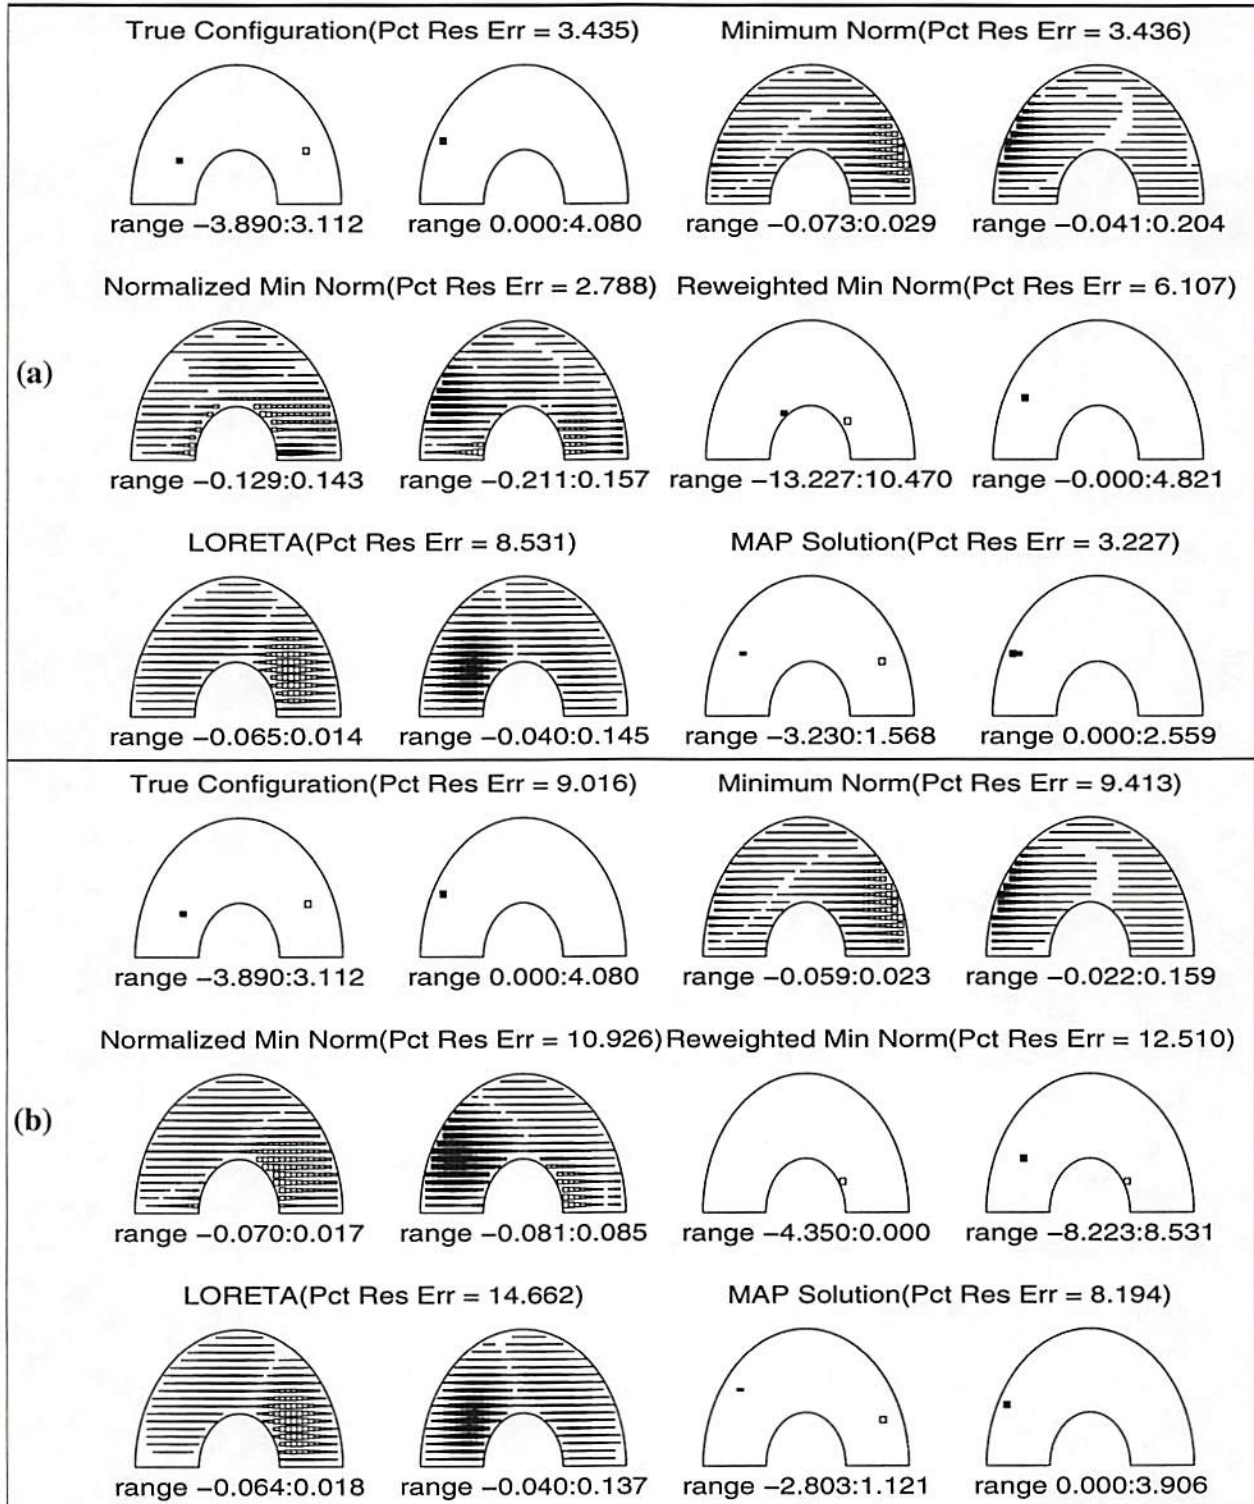 True Configuration(Pct Res Err = 3.435)
Minimum Norm(Pct Res Err = 3.436)
range −3.890:3.112
range 0.000:4.080
range −0.073:0.029
range −0.041:0.204
Normalized Min Norm(Pct Res Err = 2.788)
Reweighted Min Norm(Pct Res Err = 6.107)
(a)
range −0.129:0.143
range −0.211:0.157
range −13.227:10.470
range −0.000:4.821
LORETA(Pct Res Err = 8.531)
MAP Solution(Pct Res Err = 3.227)
range −0.065:0.014
range −0.040:0.145
range −3.230:1.568
range 0.000:2.559
True Configuration(Pct Res Err = 9.016)
Minimum Norm(Pct Res Err = 9.413)
range −3.890:3.112
range 0.000:4.080
range −0.059:0.023
range −0.022:0.159
Normalized Min Norm(Pct Res Err = 10.926)
Reweighted Min Norm(Pct Res Err = 12.510)
(b)
range −0.070:0.017
range −0.081:0.085
range −4.350:0.000
range −8.223:8.531
LORETA(Pct Res Err = 14.662)
MAP Solution(Pct Res Err = 8.194)
range −0.064:0.018
range −0.040:0.137
range −2.803:1.121
range 0.000:3.906